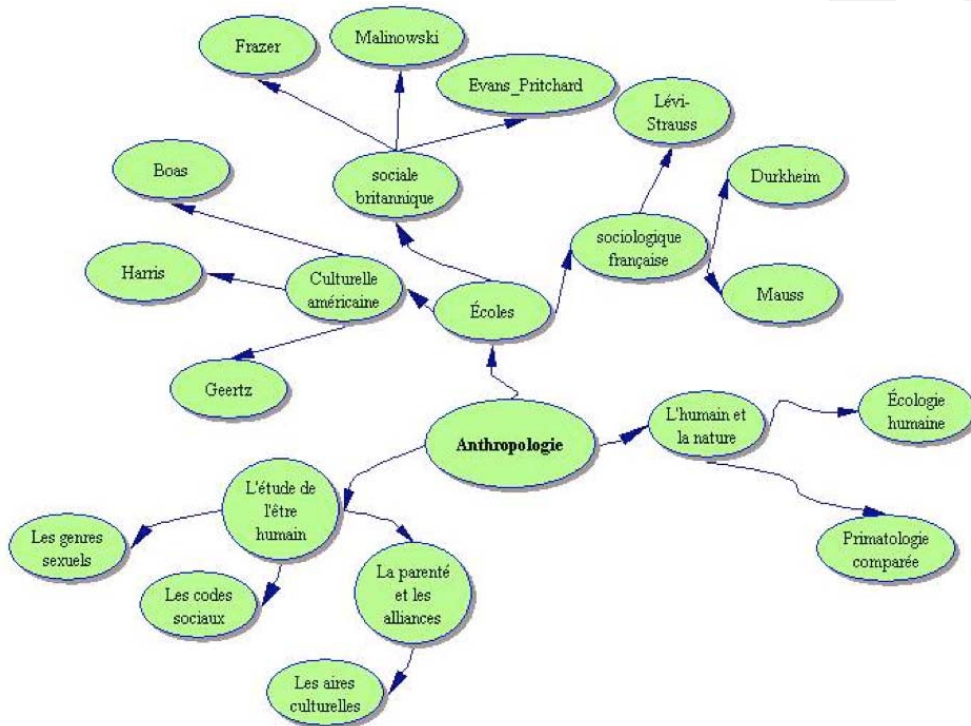 Malinowski
Frazer
Evans_Pritchard
Lévi-
Strauss
Boas
sociale
britannique
Durkheim
sociologique
française
Harris
Culturelle
américaine
Écoles
Mauss
Geertz
Anthropologie
L'humain et
la nature
Écologie
humaine
L'étude de
l'être
humain
Les genres
sexuels
Primatologie
comparée
La parenté
et les
alliances
Les codes
sociaux
Les aires
culturelles